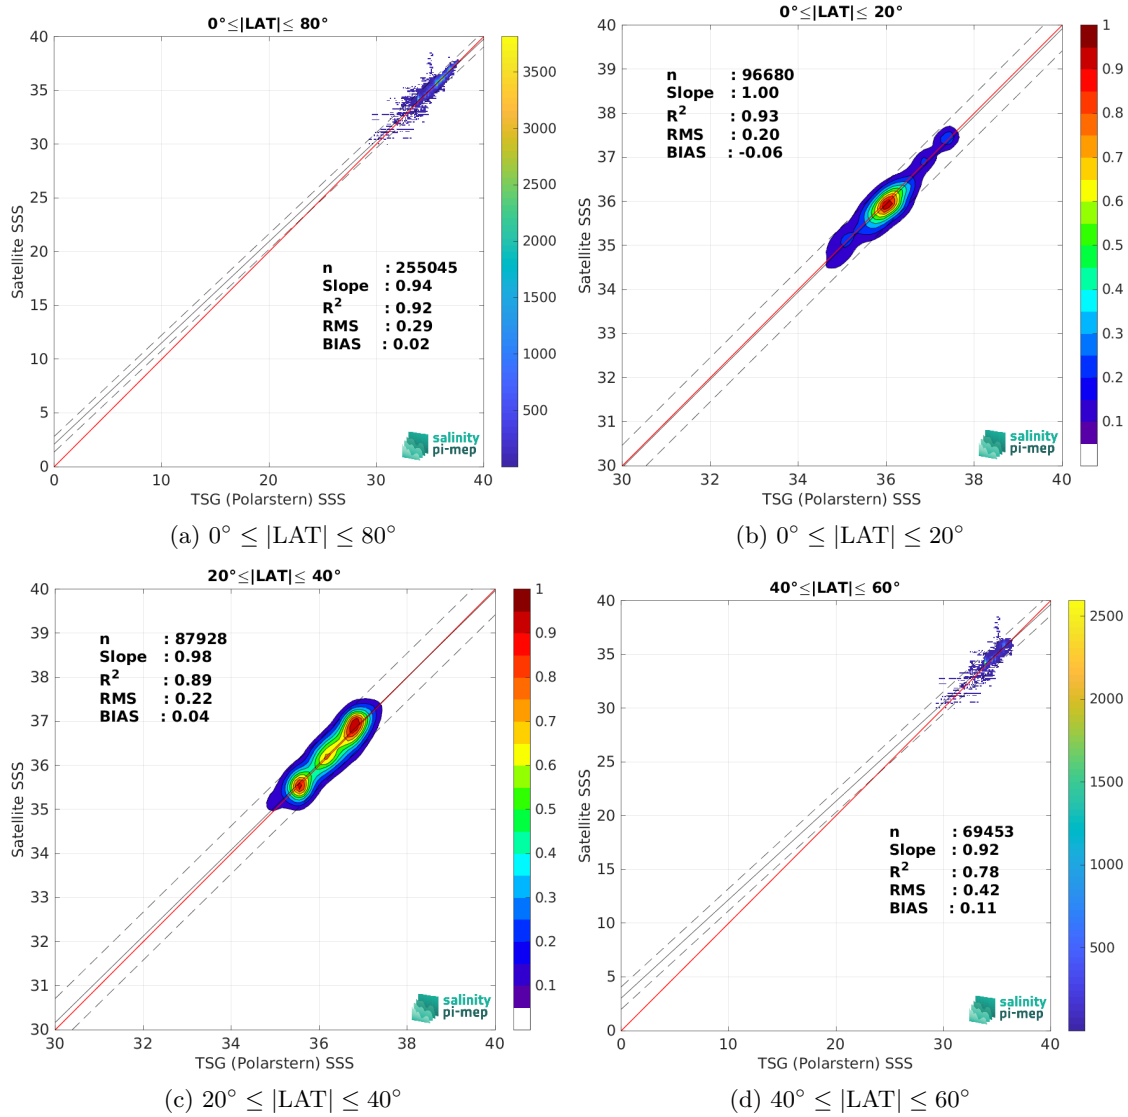 0°≤|LAT|≤ 80°
40
35
30
25
20
15
10
5
0
0
10
20
30
40
Satellite SSS
TSG (Polarstern) SSS
n : 255045
Slope : 0.94
R2 : 0.92
RMS : 0.29
BIAS : 0.02
salinity
pi-mep
3500
3000
2500
2000
1500
1000
500
(a) 0° ≤ |LAT| ≤ 80°
0°≤|LAT|≤ 20°
40
39
38
37
36
35
34
33
32
31
30
30
32
34
36
38
40
Satellite SSS
TSG (Polarstern) SSS
n : 96680
Slope : 1.00
R2 : 0.93
RMS : 0.20
BIAS : -0.06
salinity
pi-mep
1
0.9
0.8
0.7
0.6
0.5
0.4
0.3
0.2
0.1
(b) 0° ≤ |LAT| ≤ 20°
20°≤|LAT|≤ 40°
40
39
38
37
36
35
34
33
32
31
30
30
32
34
36
38
40
Satellite SSS
TSG (Polarstern) SSS
n : 87928
Slope : 0.98
R2 : 0.89
RMS : 0.22
BIAS : 0.04
salinity
pi-mep
1
0.9
0.8
0.7
0.6
0.5
0.4
0.3
0.2
0.1
(c) 20° ≤ |LAT| ≤ 40°
40°≤|LAT|≤ 60°
40
35
30
25
20
15
10
5
0
0
10
20
30
40
Satellite SSS
TSG (Polarstern) SSS
n : 69453
Slope : 0.92
R2 : 0.78
RMS : 0.42
BIAS : 0.11
salinity
pi-mep
2500
2000
1500
1000
500
(d) 40° ≤ |LAT| ≤ 60°